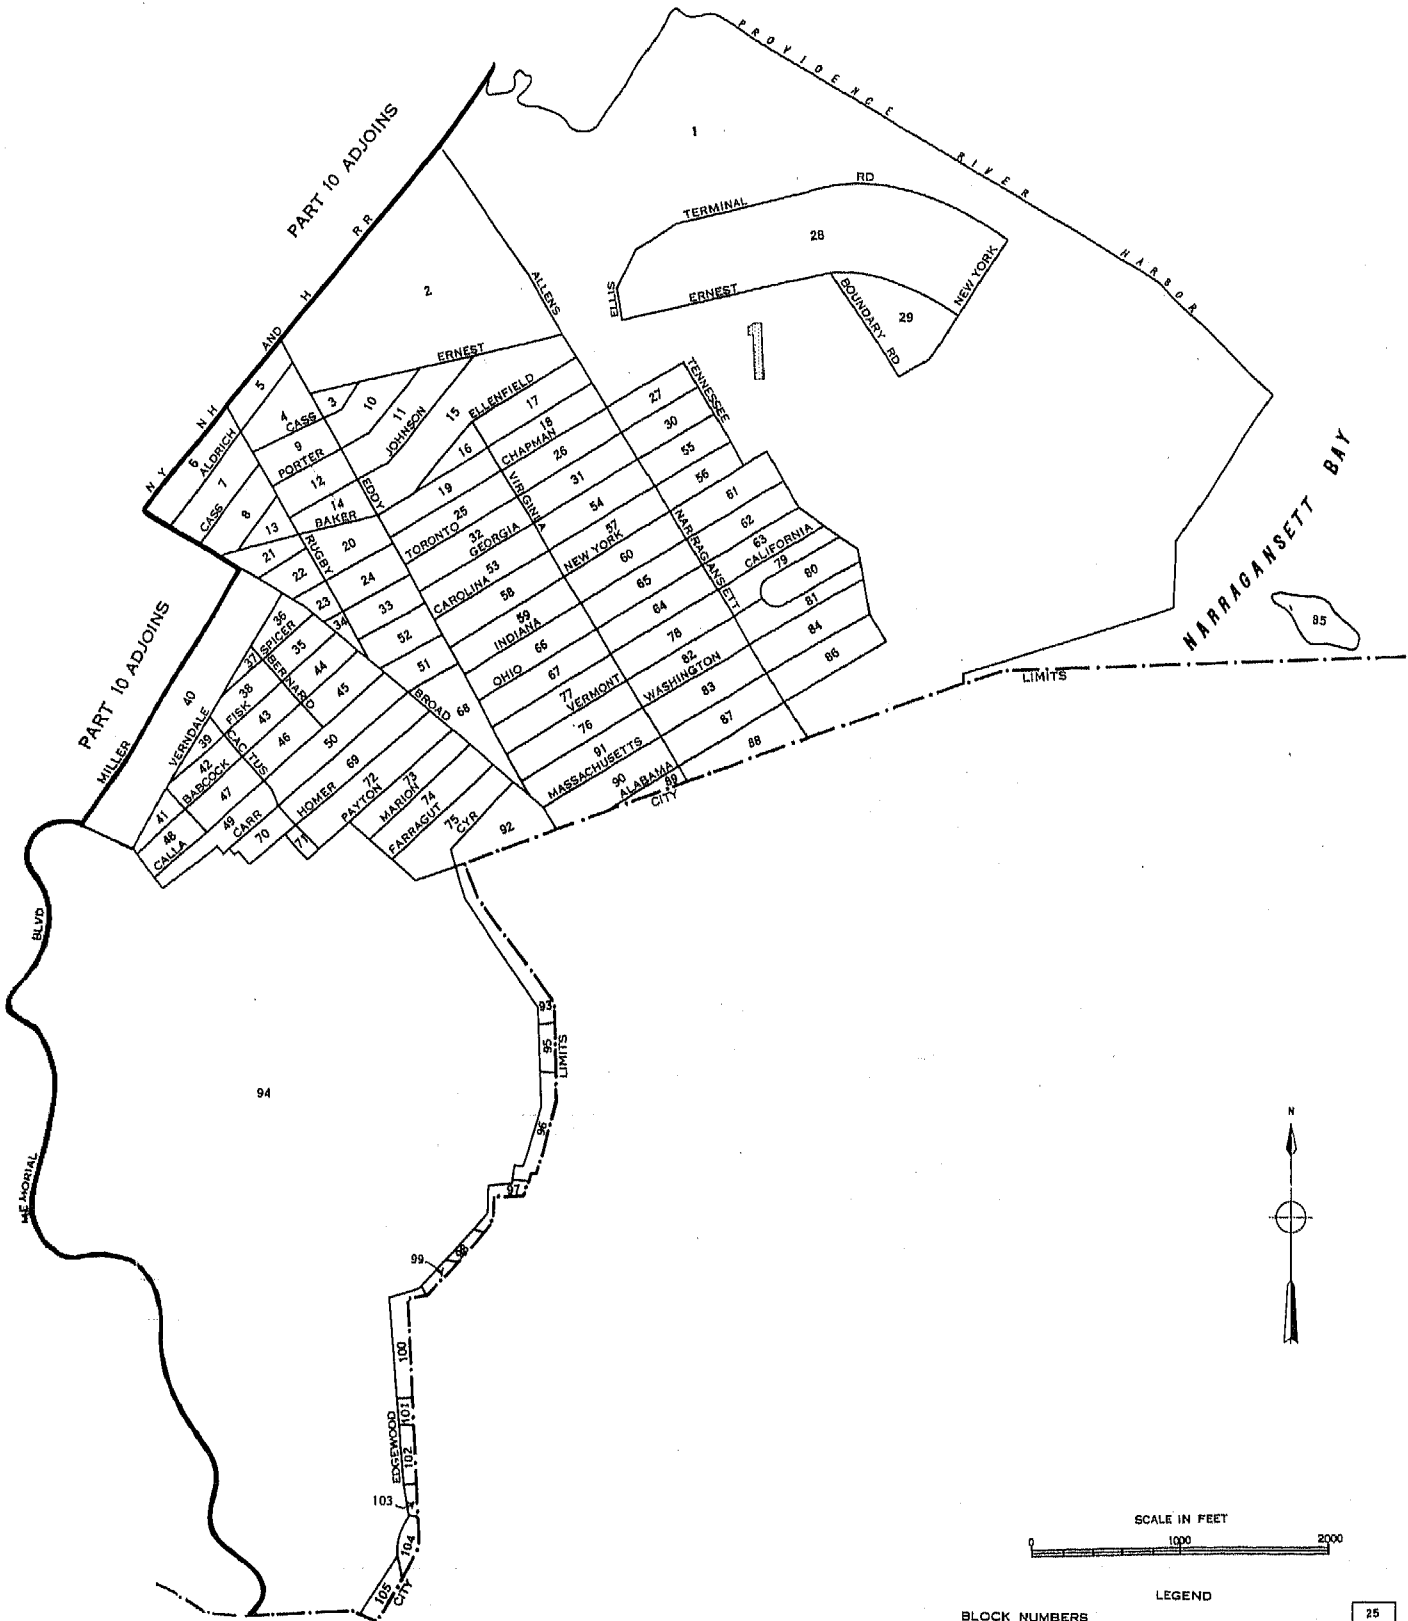 PROVIDENCE RIVER HARBOR
PART 10 ADJOINS
1
RD
TERMINAL
28
RR
2
ALLENS
ELLIS
ERNEST
BOUNDARY RD
29
NEW YORK
H
AND
1
ERNEST
TENNESSEE
5
N H
N Y
4
CASS
3
10
11
JOHNSON
15
ELLENFIELD
17
18
CHAPMAN
27
30
6
ALDRICH
9
PORTER
16
26
55
7
12
EDDY
19
VIRGINIA
31
56
CASS
8
14
BAKER
25
54
61
13
RUGBY
20
TORONTO
32
GEORGIA
57
NEW YORK
NARRAGANSETT
62
63
CALIFORNIA
21
22
24
CAROLINA
53
60
79
80
NARRAGANSETT BAY
23
33
58
65
81
36
34
52
59
INDIANA
64
84
85
SPICER
35
51
OHIO
66
78
86
37
BERNARD
44
BROAD
67
82
WASHINGTON
LIMITS
PART 10 ADJOINS
40
38
45
68
77
VERMONT
83
VERNDALE
FISK
43
76
87
39
CACTUS
46
50
91
88
MILLER
42
BABCOCK
69
MASSACHUSETTS
90
ALABAMA
89
CITY
47
HOMER
72
PAYTON
73
MARION
74
41
49
CARR
70
71
FARRAGUT
75
CYR
92
48
CALLA
BLVD
93
95
LIMITS
94
96
N
MEMORIAL
97
98
99
100
101
EDGEWOOD
102
103
104
105
CITY
SCALE IN FEET
0 1000 2000
LEGEND
BLOCK NUMBERS
25